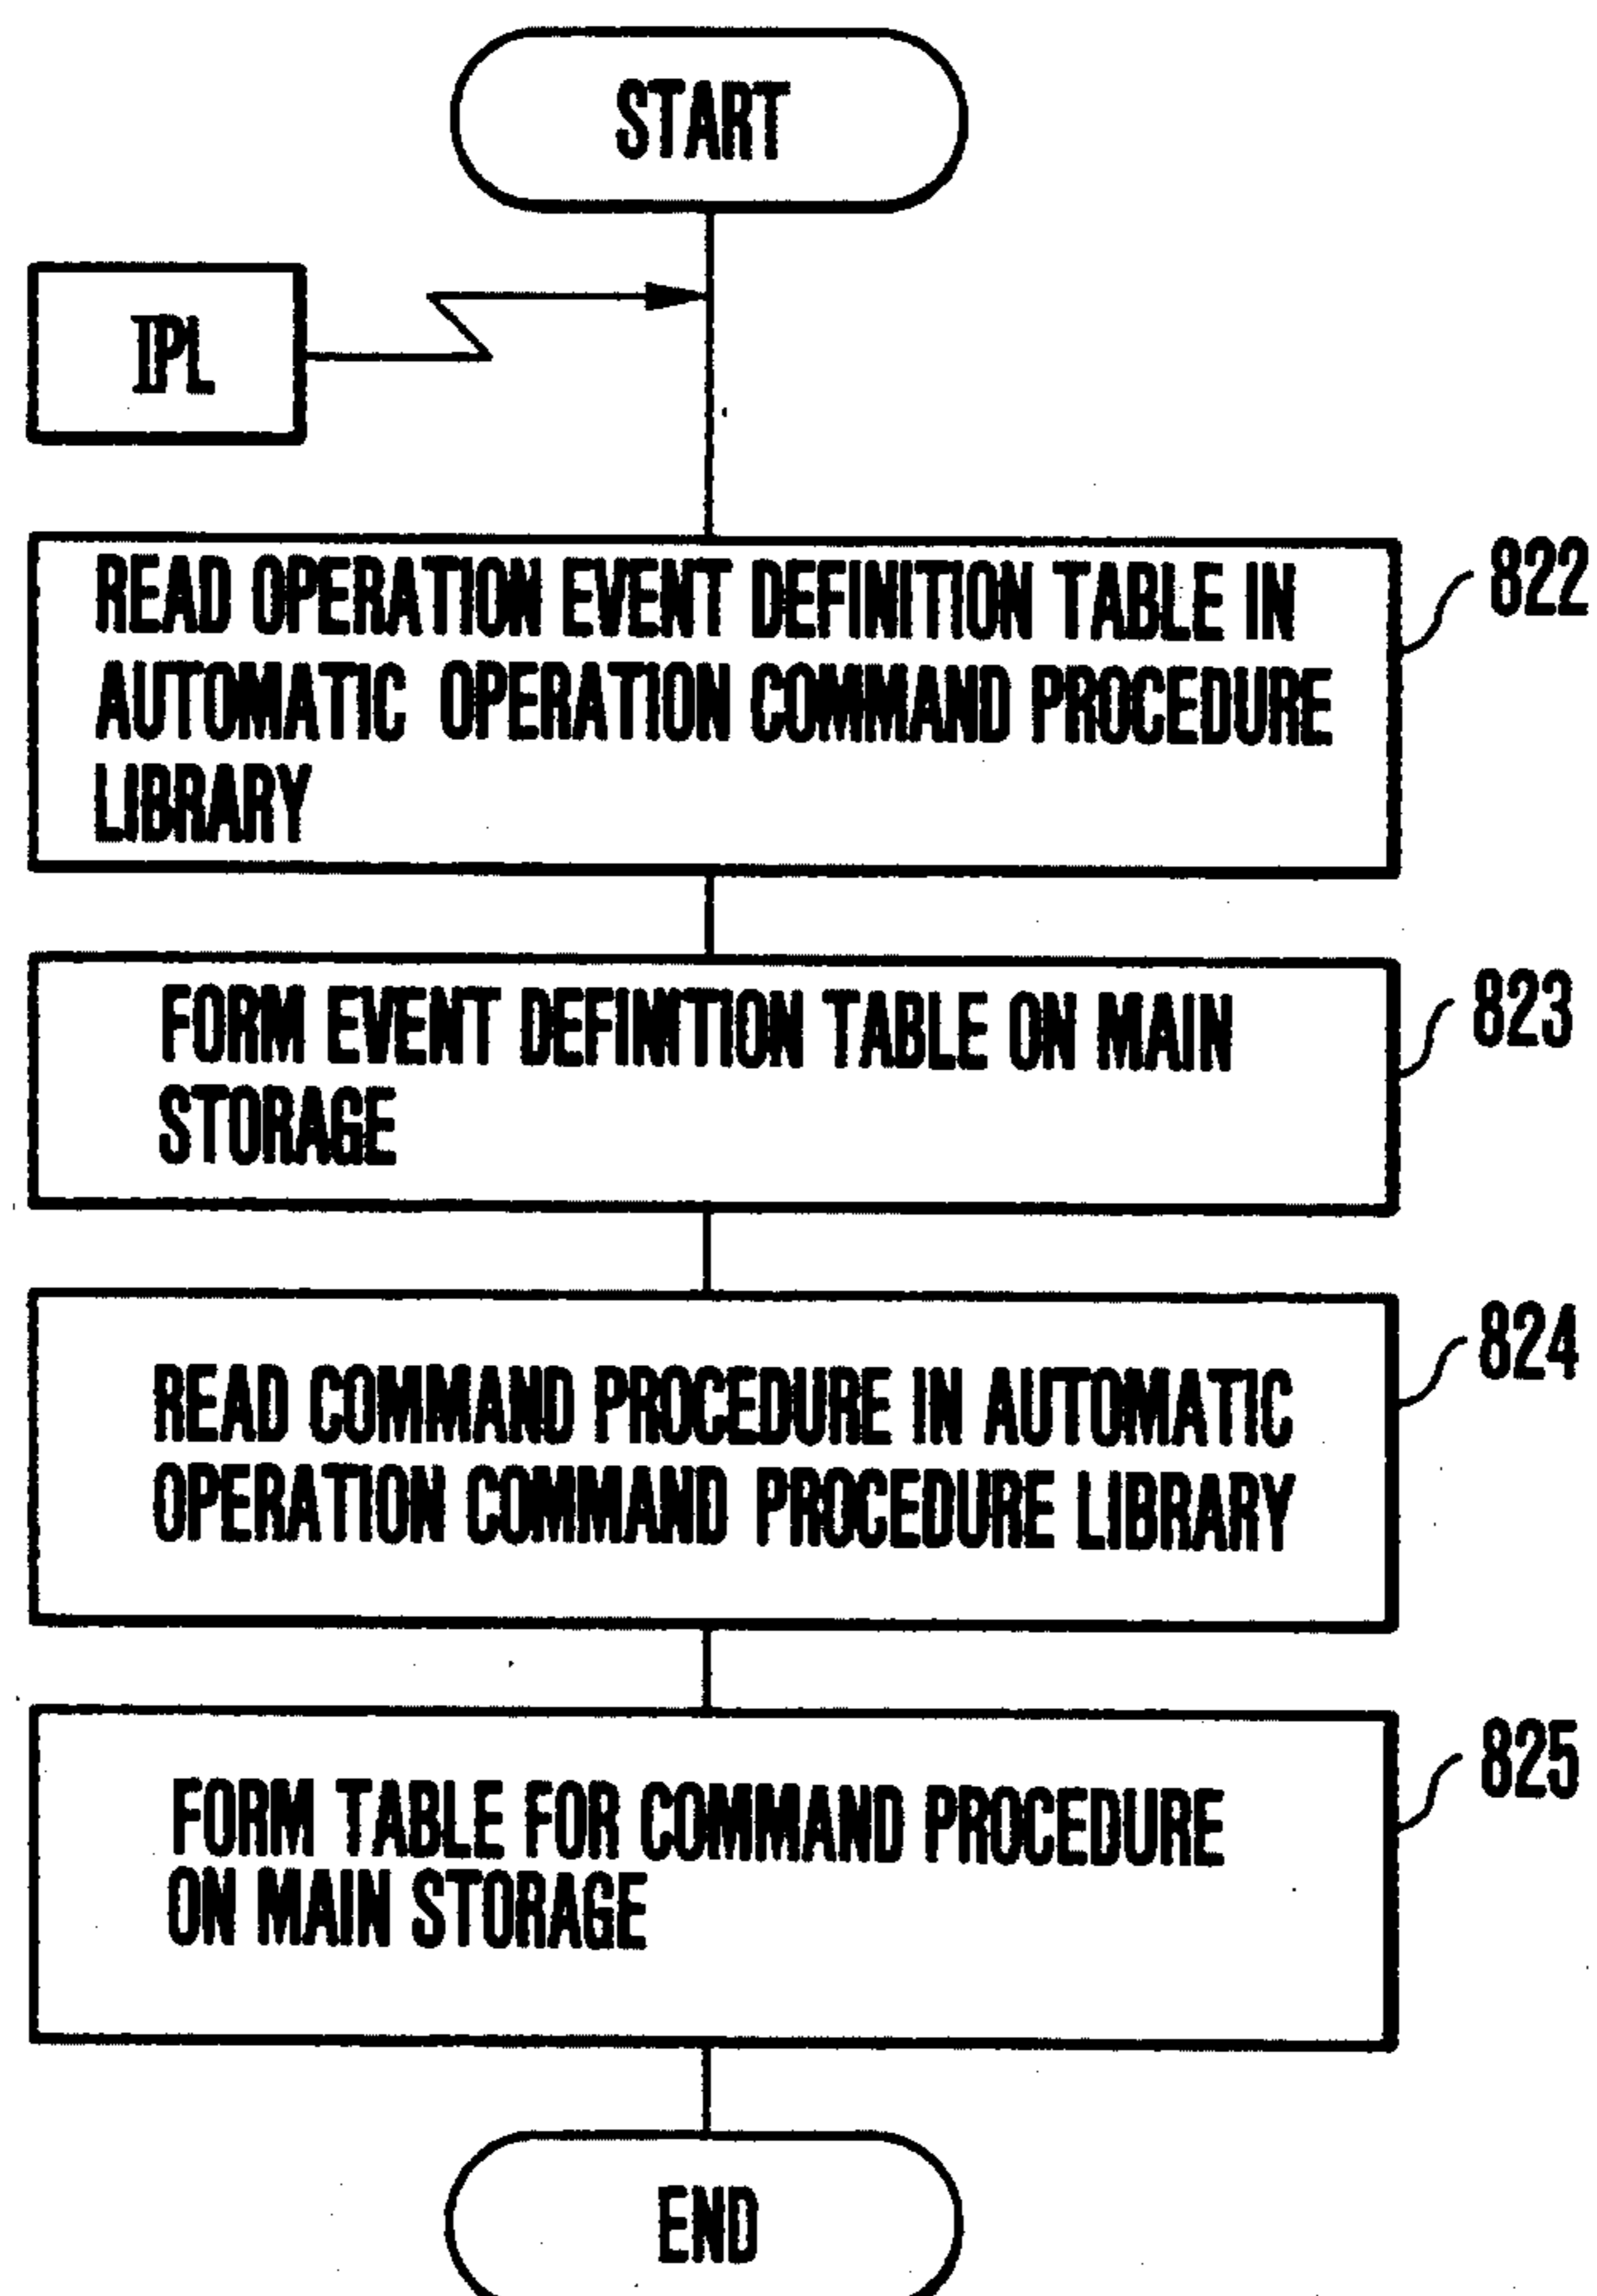 START
IPL
READ OPERATION EVENT DEFINITION TABLE IN
AUTOMATIC OPERATION COMMAND PROCEDURE
LIBRARY
822
FORM EVENT DEFINITION TABLE ON MAIN
STORAGE
823
READ COMMAND PROCEDURE IN AUTOMATIC
OPERATION COMMAND PROCEDURE LIBRARY
824
FORM TABLE FOR COMMAND PROCEDURE
ON MAIN STORAGE
825
END